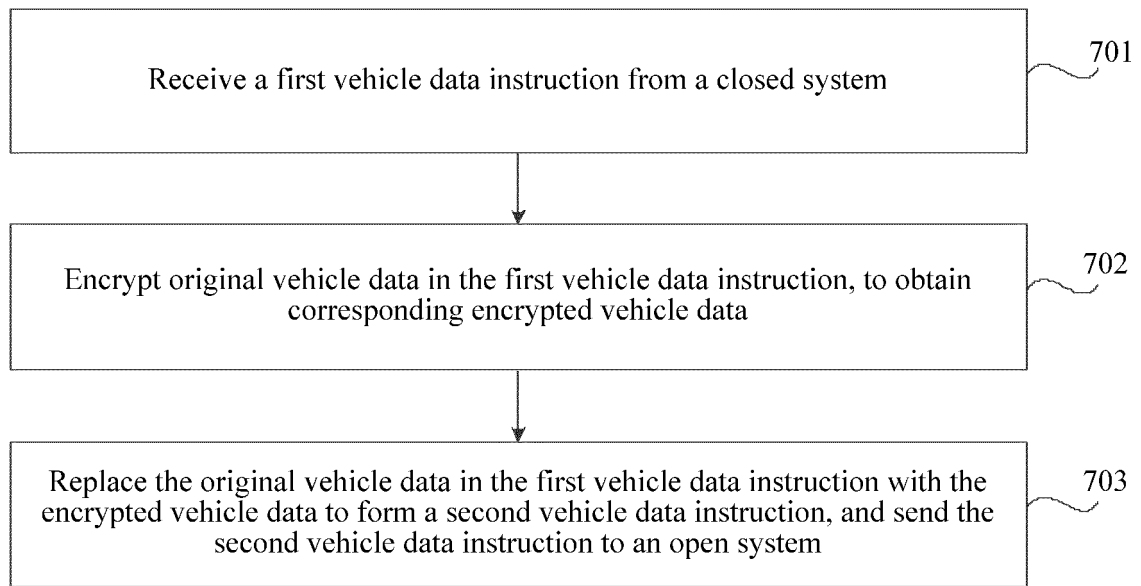 Receive a first vehicle data instruction from a closed system
701
Encrypt original vehicle data in the first vehicle data instruction, to obtain
corresponding encrypted vehicle data
702
Replace the original vehicle data in the first vehicle data instruction with the
encrypted vehicle data to form a second vehicle data instruction, and send the
second vehicle data instruction to an open system
703